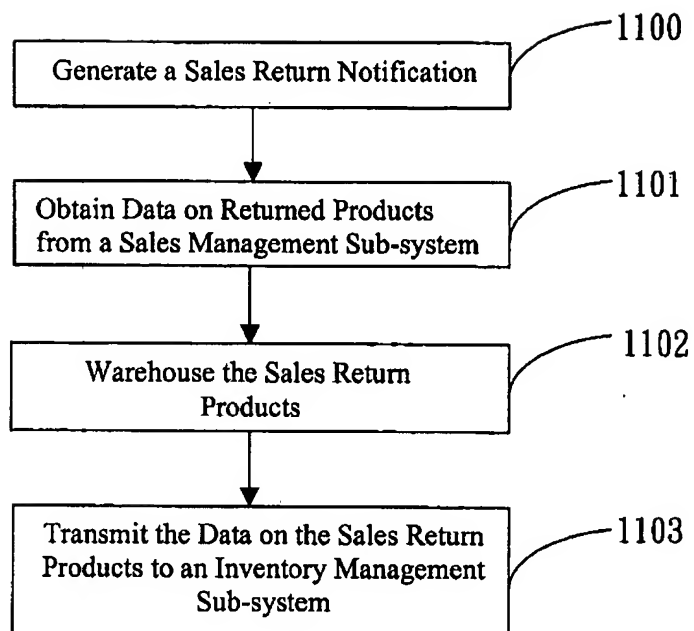 1100
Generate a Sales Return Notification
1101
Obtain Data on Returned Products
from a Sales Management Sub-system
1102
Warehouse the Sales Return
Products
1103
Transmit the Data on the Sales Return
Products to an Inventory Management
Sub-system